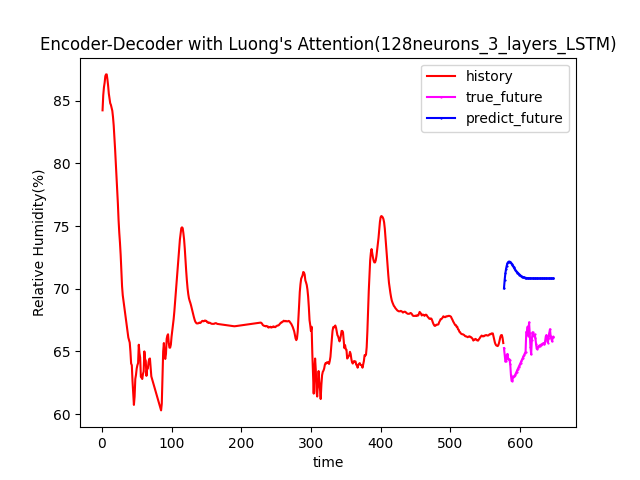 Encoder-Decoder with Luong's Attention(128neurons_3_layers_LSTM)
history
true_future
predict_future
Relative Humidity(%)
85
80
75
70
65
60
0 100 200 300 400 500 600
time